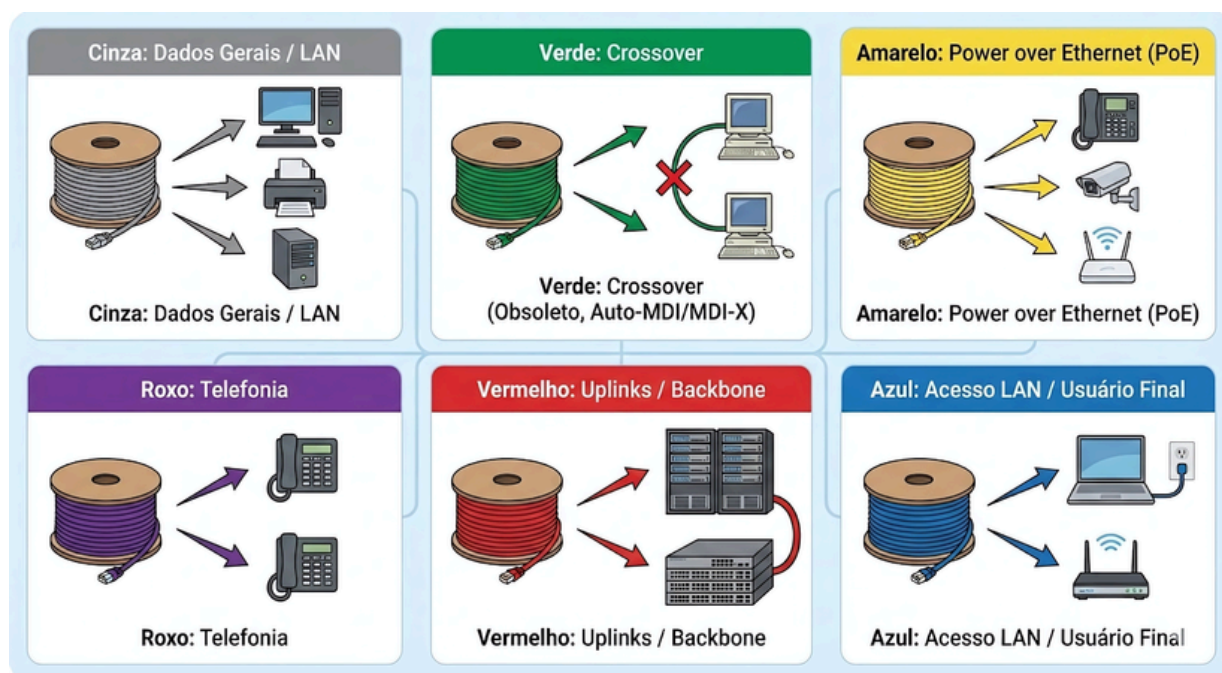 Cinza: Dados Gerais / LAN
Verde: Crossover
Amarelo: Power over Ethernet (PoE)
Cinza: Dados Gerais / LAN
Verde: Crossover
(Obsoleto, Auto-MDI/MDI-X)
Amarelo: Power over Ethernet (PoE)
Roxo: Telefonia
Vermelho: Uplinks / Backbone
Azul: Acesso LAN / Usuário Final
Roxo: Telefonia
Vermelho: Uplinks / Backbone
Azul: Acesso LAN / Usuário Final